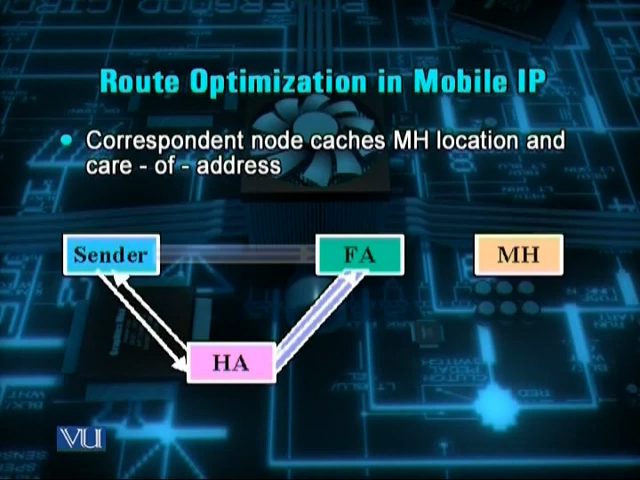 Route Optimization in Mobile IP
• Correspondent node caches MH location and
care - of - address
Sender
FA
MH
HA
VU